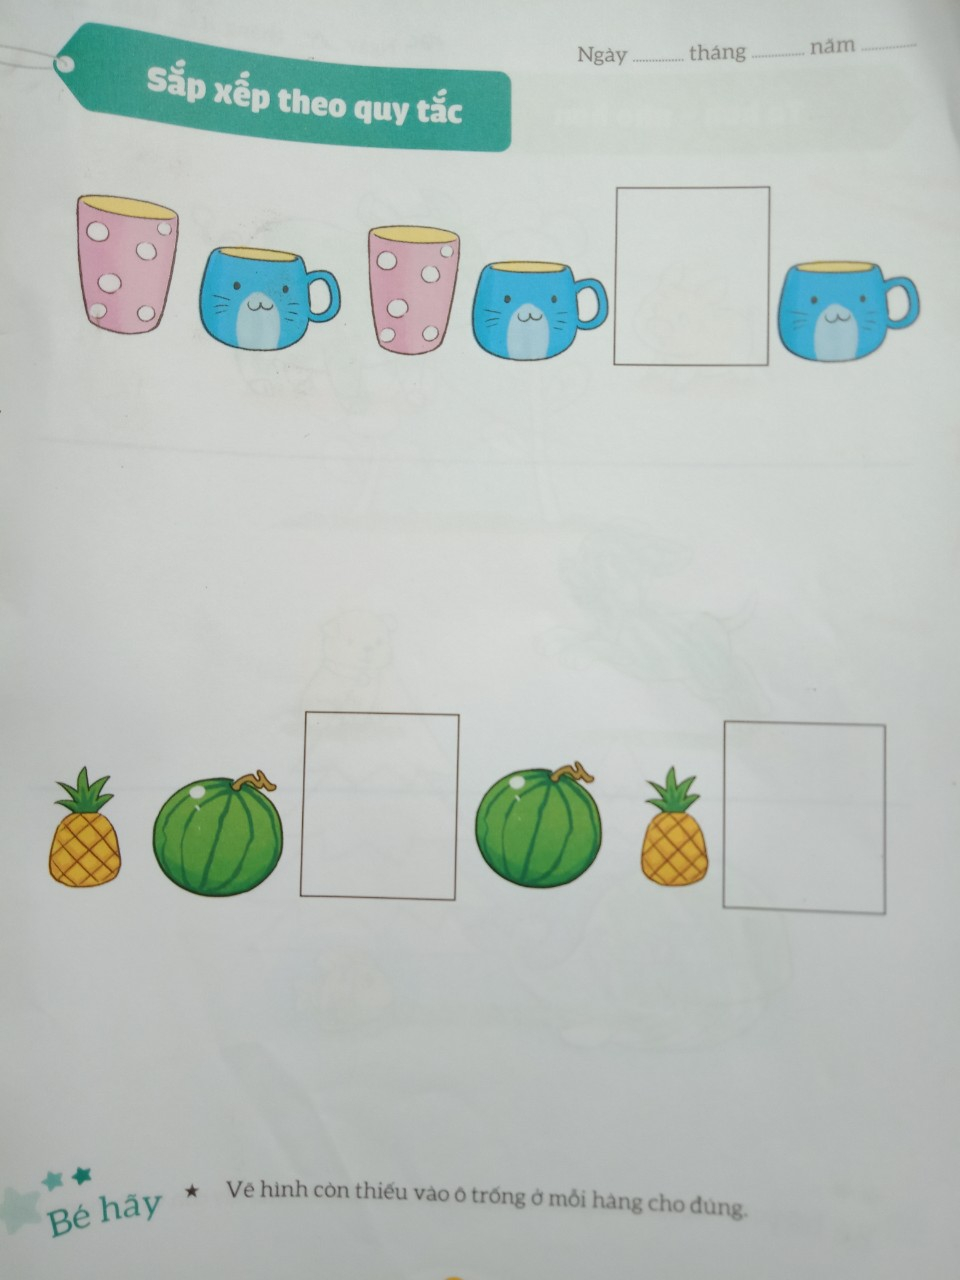 Ngày ........ tháng ........ năm ........
Sắp xếp theo quy tắc
Bé hãy
★ Vẽ hình còn thiếu vào ô trống ở mỗi hàng cho đúng.